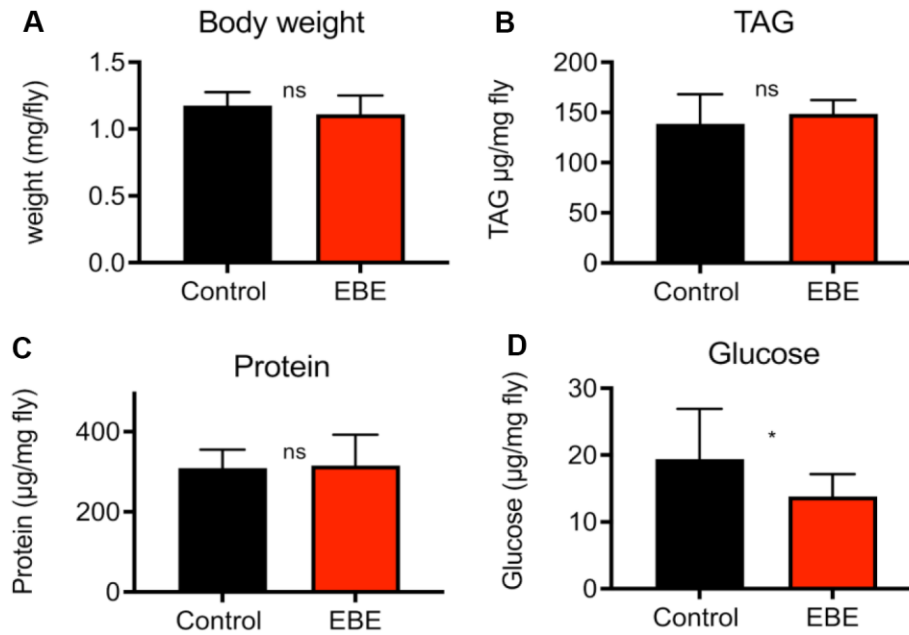 A
Body weight
weight (mg/fly)
1.5
1.0
0.5
0.0
ns
Control
EBE
B
TAG
TAG µg/mg fly
200
150
100
50
0
ns
Control
EBE
C
Protein
Protein (µg/mg fly)
400
200
0
ns
Control
EBE
D
Glucose
Glucose (µg/mg fly)
30
20
10
0
*
Control
EBE